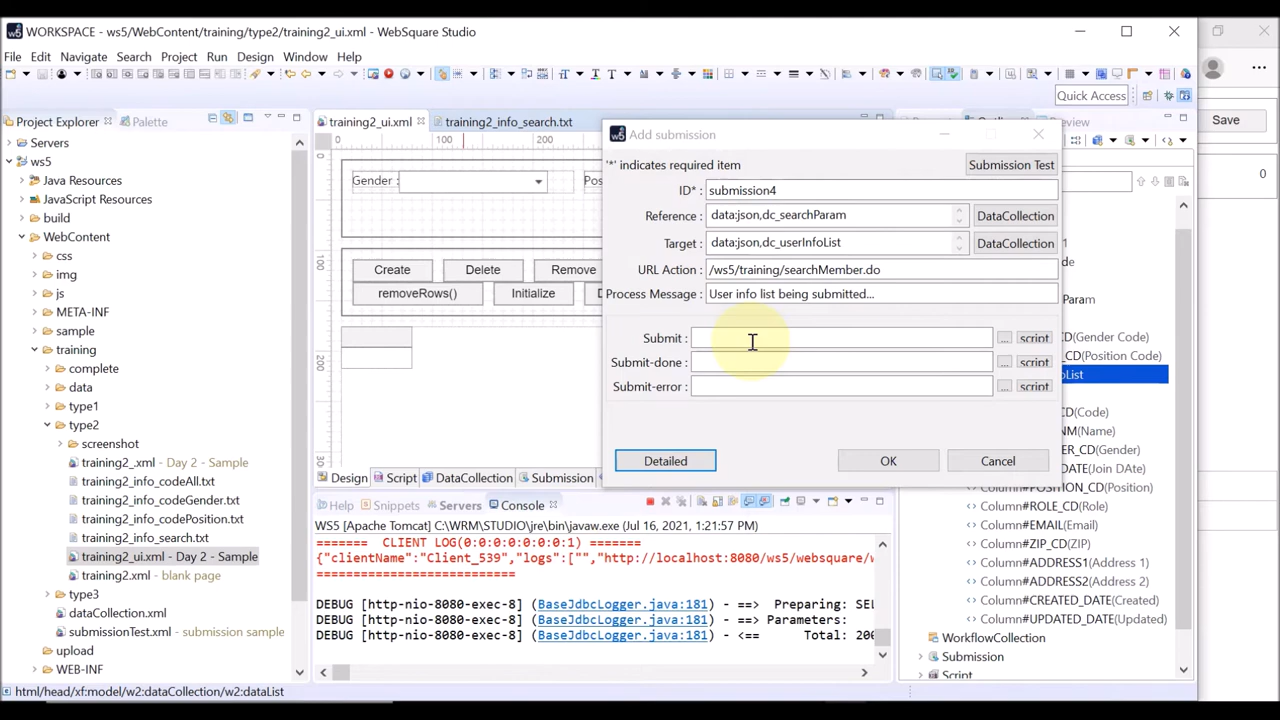 WORKSPACE - ws5/WebContent/training/type2/training2_ui.xml - WebSquare Studio
File Edit Navigate Search Project Run Design Window Help
Quick Access
Project Explorer
Palette
training2_ui.xml
training2_info_search.txt
Preview
0
200
100
200
Servers
ws5
Java Resources
JavaScript Resources
build
WebContent
css
img
js
META-INF
sample
training
complete
data
type1
type2
screenshot
training2_.xml - Day 2 - Sample
training2_info_codeAll.txt
training2_info_codeGender.txt
training2_info_codePosition.txt
training2_info_search.txt
training2_ui.xml - Day 2 - Sample
training2.xml - blank page
type3
dataCollection.xml
submissionTest.xml - submission sample
upload
WEB-INF
Gender :
Create
Delete
Remove
removeRows()
Initialize
Design
Script
DataCollection
Submission
Add submission
'*' indicates required item
Submission Test
ID* : submission4
Reference : data:json,dc_searchParam DataCollection
Target : data:json,dc_userInfoList DataCollection
URL Action : /ws5/training/searchMember.do
Process Message : User info list being submitted...
Submit : ... script
Submit-done : ... script
Submit-error : ... script
Detailed
OK
Cancel
Save
0
Param
CD(Gender Code)
CD(Position Code)
List
CD(Code)
NM(Name)
ER_CD(Gender)
DATE(Join DAte)
Column#POSITION_CD(Position)
Column#ROLE_CD(Role)
Column#EMAIL(Email)
Column#ZIP_CD(ZIP)
Column#ADDRESS1(Address 1)
Column#ADDRESS2(Address 2)
Column#CREATED_DATE(Created)
Column#UPDATED_DATE(Updated)
WorkflowCollection
Submission
Script
Help
Snippets
Servers
Console
WS5 [Apache Tomcat] C:\WRM\STUDIO\jre\bin\javaw.exe (Jul 16, 2021, 1:21:57 PM)
======= CLIENT LOG(0:0:0:0:0:0:0:1) =======
{"clientName":"Client_539","logs":["","http://localhost:8080/ws5/websquare/w
==========================
DEBUG [http-nio-8080-exec-8] (BaseJdbcLogger.java:181) - ==> Preparing: SEL
DEBUG [http-nio-8080-exec-8] (BaseJdbcLogger.java:181) - ==> Parameters:
DEBUG [http-nio-8080-exec-8] (BaseJdbcLogger.java:181) - <== Total: 200
html/head/xf:model/w2:dataCollection/w2:dataList